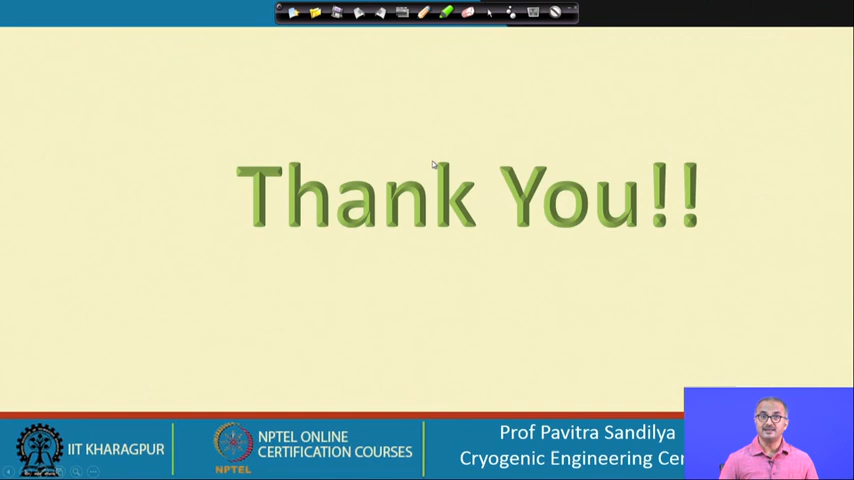 Thank You!!
IIT KHARAGPUR
NPTEL
NPTEL ONLINE
CERTIFICATION COURSES
Prof Pavitra Sandilya
Cryogenic Engineering Cen